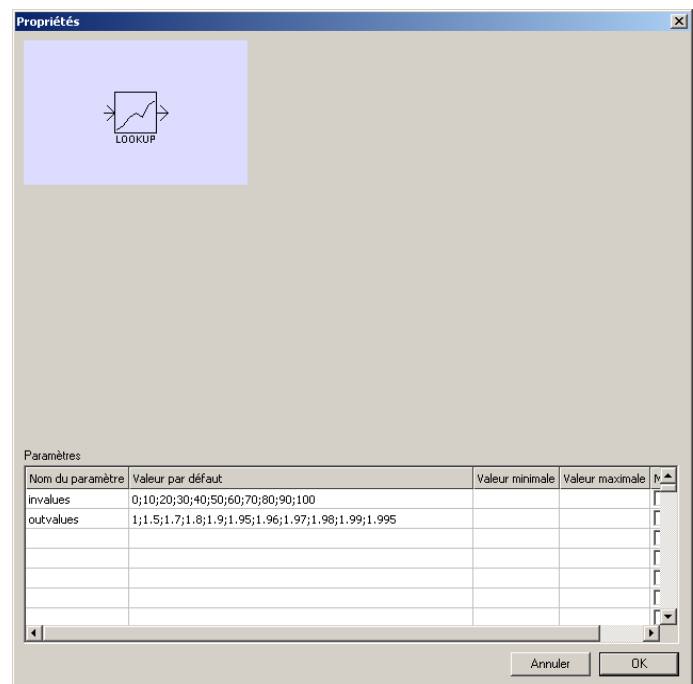 Propriétés
LOOKUP
Paramètres
Nom du paramètre Valeur par défaut Valeur minimale Valeur maximale
invalues 0;10;20;30;40;50;60;70;80;90;100
outvalues 1;1.5;1.7;1.8;1.9;1.95;1.96;1.97;1.98;1.99;1.995
Annuler OK